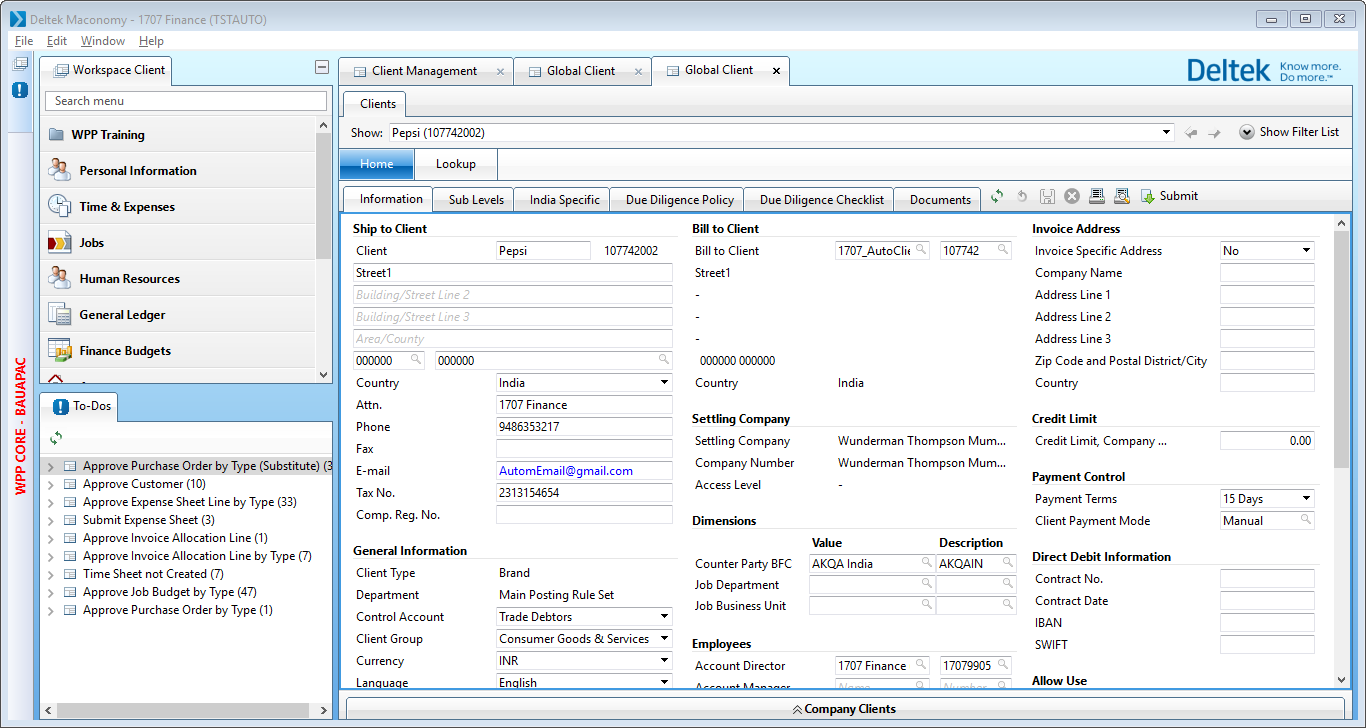 Deltek Maconomy - 1707 Finance (TSTAUTO)
File Edit Window Help
WPP CORE - BAUAPAC
Workspace Client
Search menu
WPP Training
Personal Information
Time & Expenses
Jobs
Human Resources
General Ledger
Finance Budgets
To-Dos
Approve Purchase Order by Type (Substitute) (3
Approve Customer (10)
Approve Expense Sheet Line by Type (33)
Submit Expense Sheet (3)
Approve Invoice Allocation Line (1)
Approve Invoice Allocation Line by Type (7)
Time Sheet not Created (7)
Approve Job Budget by Type (47)
Approve Purchase Order by Type (1)
Client Management Global Client Global Client
Deltek Know more.
Do more.™
Clients
Show: Pepsi (107742002) Show Filter List
Home Lookup
Information Sub Levels India Specific Due Diligence Policy Due Diligence Checklist Documents Submit
Ship to Client
Client Pepsi 107742002
Street1
Building/Street Line 2
Building/Street Line 3
Area/County
000000 000000
Country India
Attn. 1707 Finance
Phone 9486353217
Fax
E-mail AutomEmail@gmail.com
Tax No. 2313154654
Comp. Reg. No.
General Information
Client Type Brand
Department Main Posting Rule Set
Control Account Trade Debtors
Client Group Consumer Goods & Services
Currency INR
Language English
Bill to Client
Bill to Client 1707_AutoClie 107742
Street1
-
-
-
000000 000000
Country India
Settling Company
Settling Company Wunderman Thompson Mum...
Company Number Wunderman Thompson Mum...
Access Level -
Dimensions
Value Description
Counter Party BFC AKQA India AKQAIN
Job Department
Job Business Unit
Employees
Account Director 1707 Finance 17079905
Account Manager Name Number
Invoice Address
Invoice Specific Address No
Company Name
Address Line 1
Address Line 2
Address Line 3
Zip Code and Postal District/City
Country
Credit Limit
Credit Limit, Company ... 0.00
Payment Control
Payment Terms 15 Days
Client Payment Mode Manual
Direct Debit Information
Contract No.
Contract Date
IBAN
SWIFT
Allow Use
Company Clients